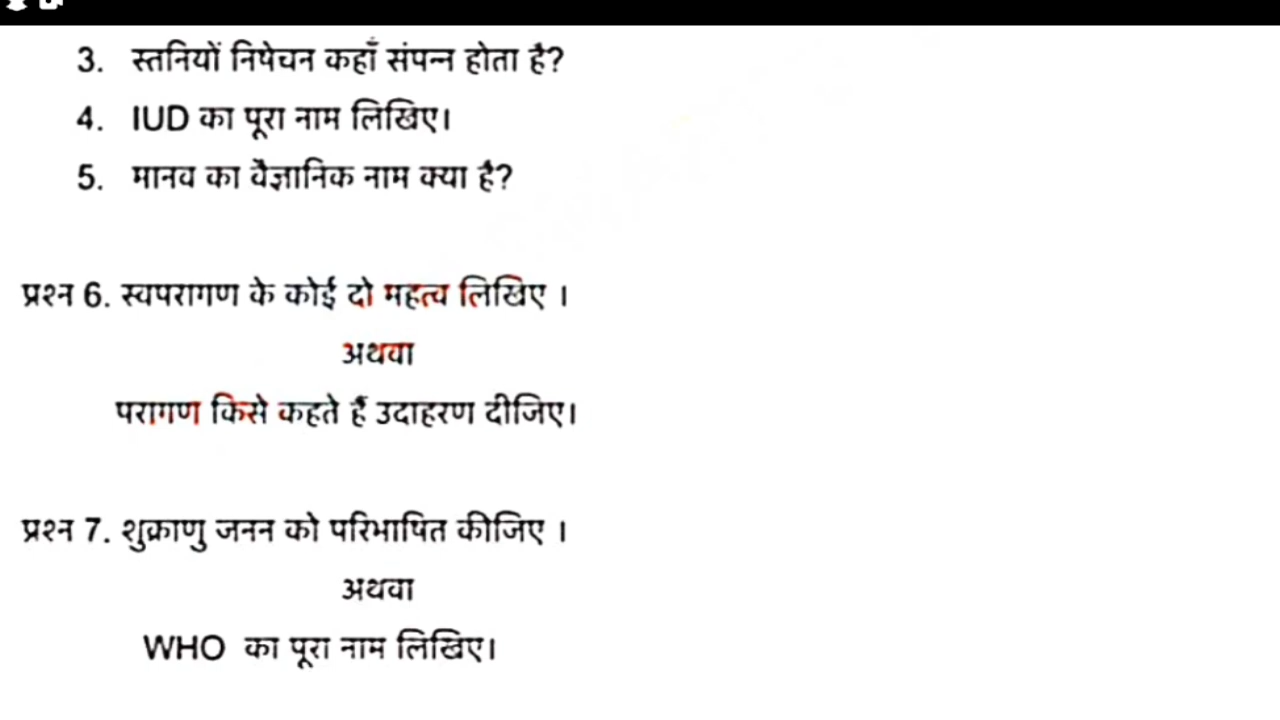 3. स्तनियों निषेचन कहाँ संपन्न होता है?
4. IUD का पूरा नाम लिखिए।
5. मानव का वैज्ञानिक नाम क्या है?
प्रश्न 6. स्वपरागण के कोई दो महत्व लिखिए ।
अथवा
परागण किसे कहते हैं उदाहरण दीजिए।
प्रश्न 7. शुक्राणु जनन को परिभाषित कीजिए ।
अथवा
WHO का पूरा नाम लिखिए।